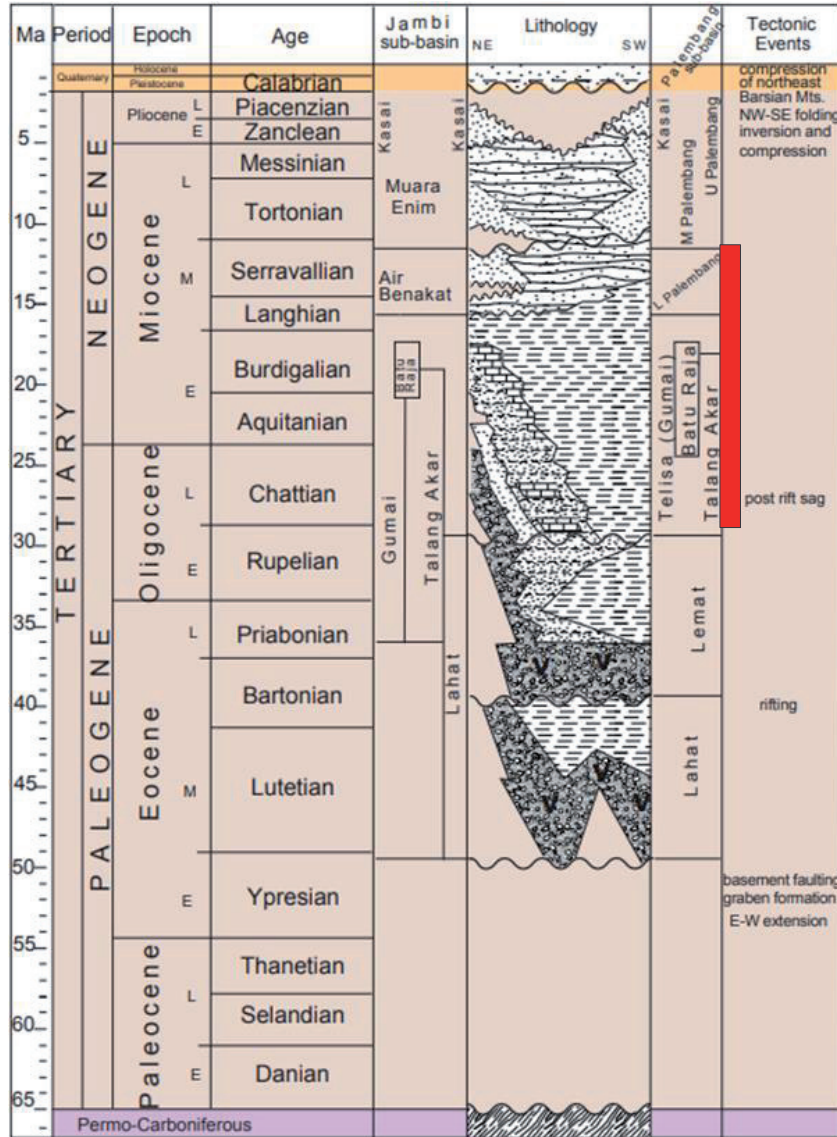 Ma Period Epoch Age Jambi sub-basin Lithology Palembang sub-basin Tectonic Events
NE SW
Quaternary
Holocene
Pleistocene
Calabrian
TERTIARY
NEOGENE
PALEOGENE
Pliocene
L
E
Miocene
L
M
E
Oligocene
L
E
Eocene
L
M
E
Paleocene
L
E
Piacenzian
Zanclean
Messinian
Tortonian
Serravallian
Langhian
Burdigalian
Aquitanian
Chattian
Rupelian
Priabonian
Bartonian
Lutetian
Ypresian
Thanetian
Selandian
Danian
5
10
15
20
25
30
35
40
45
50
55
60
65
Permo-Carboniferous
Kasai
Kasai
Muara
Enim
Air
Benakat
Batu
Raja
Gumai
Talang Akar
Lahat
V V
V
V V
Kasai
M Palembang
U Palembang
L Palembang
Telisa (Gumai)
Batu Raja
Talang Akar
Lemat
Lahat
compression
of northeast
Barsian Mts.
NW-SE folding
inversion and
compression
post rift sag
rifting
basement faulting
graben formation
E-W extension